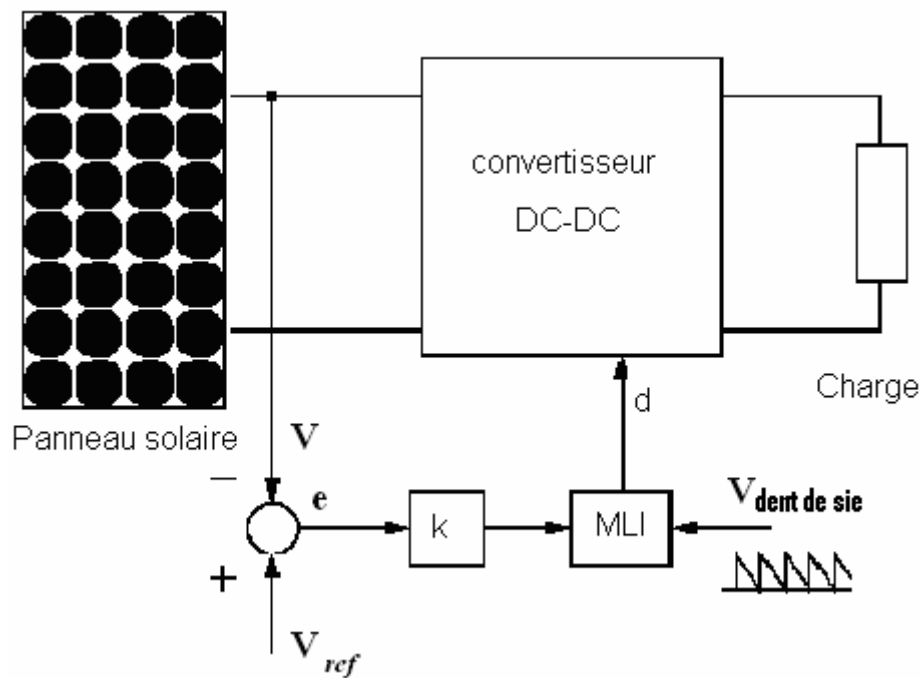 convertisseur
DC-DC
Charge
Panneau solaire
d
V
−
e
k
MLI
V dent de sie
+
V ref